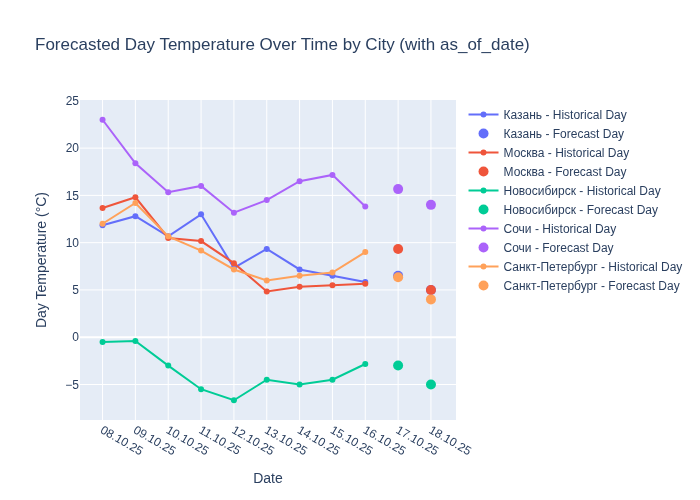 Forecasted Day Temperature Over Time by City (with as_of_date)
25
20
15
10
5
0
−5
Day Temperature (°C)
08.10.25
09.10.25
10.10.25
11.10.25
12.10.25
13.10.25
14.10.25
15.10.25
16.10.25
17.10.25
18.10.25
Date
Казань - Historical Day
Казань - Forecast Day
Москва - Historical Day
Москва - Forecast Day
Новосибирск - Historical Day
Новосибирск - Forecast Day
Сочи - Historical Day
Сочи - Forecast Day
Санкт-Петербург - Historical Day
Санкт-Петербург - Forecast Day